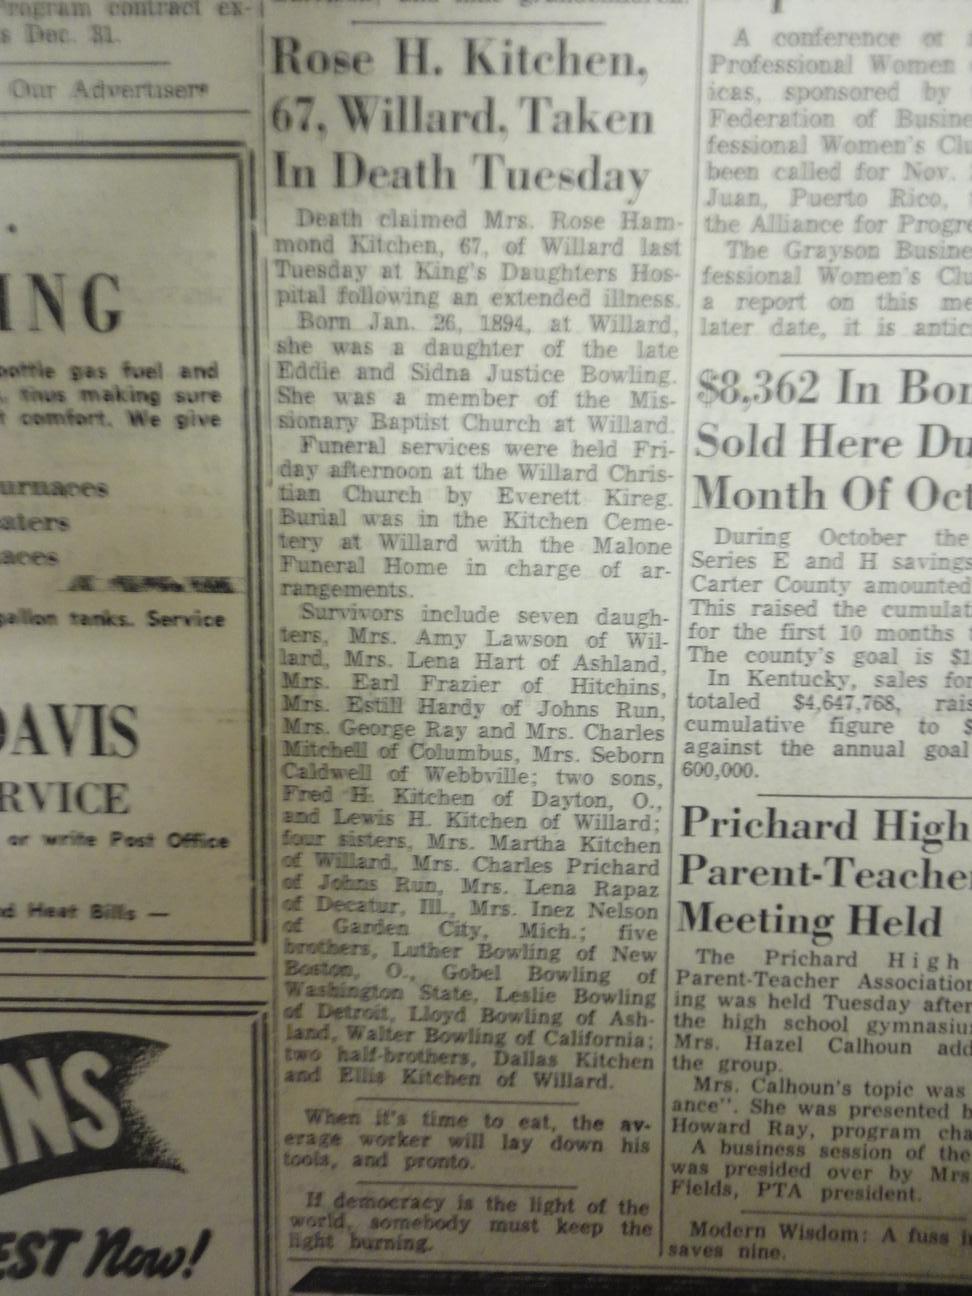 Program contract ex-
s Dec. 31.
Our Advertisers
ING
bottle gas fuel and
thus making sure
t comfort. We give
urnaces
eaters
aces
gallon tanks. Service
DAVIS
RVICE
or write Post Office
nd Heat Bills —
INS
EST Now!
Rose H. Kitchen,
67, Willard, Taken
In Death Tuesday
Death claimed Mrs. Rose Ham-
mond Kitchen, 67, of Willard last
Tuesday at King's Daughters Hos-
pital following an extended illness.
Born Jan. 26, 1894, at Willard,
she was a daughter of the late
Eddie and Sidna Justice Bowling.
She was a member of the Mis-
sionary Baptist Church at Willard.
Funeral services were held Fri-
day afternoon at the Willard Chris-
tian Church by Everett Kireg.
Burial was in the Kitchen Ceme-
tery at Willard with the Malone
Funeral Home in charge of ar-
rangements.
Survivors include seven daugh-
ters, Mrs. Amy Lawson of Wil-
lard, Mrs. Lena Hart of Ashland,
Mrs. Earl Frazier of Hitchins,
Mrs. Estill Hardy of Johns Run,
Mrs. George Ray and Mrs. Charles
Mitchell of Columbus, Mrs. Seborn
Caldwell of Webbville; two sons,
Fred H. Kitchen of Dayton, O.,
and Lewis H. Kitchen of Willard;
four sisters, Mrs. Martha Kitchen
of Willard, Mrs. Charles Prichard
of Johns Run, Mrs. Lena Rapaz
of Decatur, Ill., Mrs. Inez Nelson
of Garden City, Mich.; five
brothers, Luther Bowling of New
Boston, O., Gobel Bowling of
Washington State, Leslie Bowling
of Detroit, Lloyd Bowling of Ash-
land, Walter Bowling of California;
two half-brothers, Dallas Kitchen
and Ellis Kitchen of Willard.
When it's time to eat, the av-
erage worker will lay down his
tools, and pronto.
If democracy is the light of the
world, somebody must keep the
light burning.
A conference of
Professional Women
icas, sponsored by
Federation of Busine
fessional Women's Clu
been called for Nov.
Juan, Puerto Rico,
the Alliance for Progre
The Grayson Busine
fessional Women's Clu
a report on this me
later date, it is antic
$8,362 In Bon
Sold Here Du
Month Of Oct
During October the
Series E and H savings
Carter County amounted
This raised the cumulat
for the first 10 months
The county's goal is $1
In Kentucky, sales for
totaled $4,647,768, rais
cumulative figure to $
against the annual goal
600,000.
Prichard High
Parent-Teacher
Meeting Held
The Prichard High
Parent-Teacher Association
ing was held Tuesday after
the high school gymnasium
Mrs. Hazel Calhoun add
the group.
Mrs. Calhoun's topic was
ance". She was presented b
Howard Ray, program cha
A business session of the
was presided over by Mrs
Fields, PTA president.
Modern Wisdom: A fuss i
saves nine.